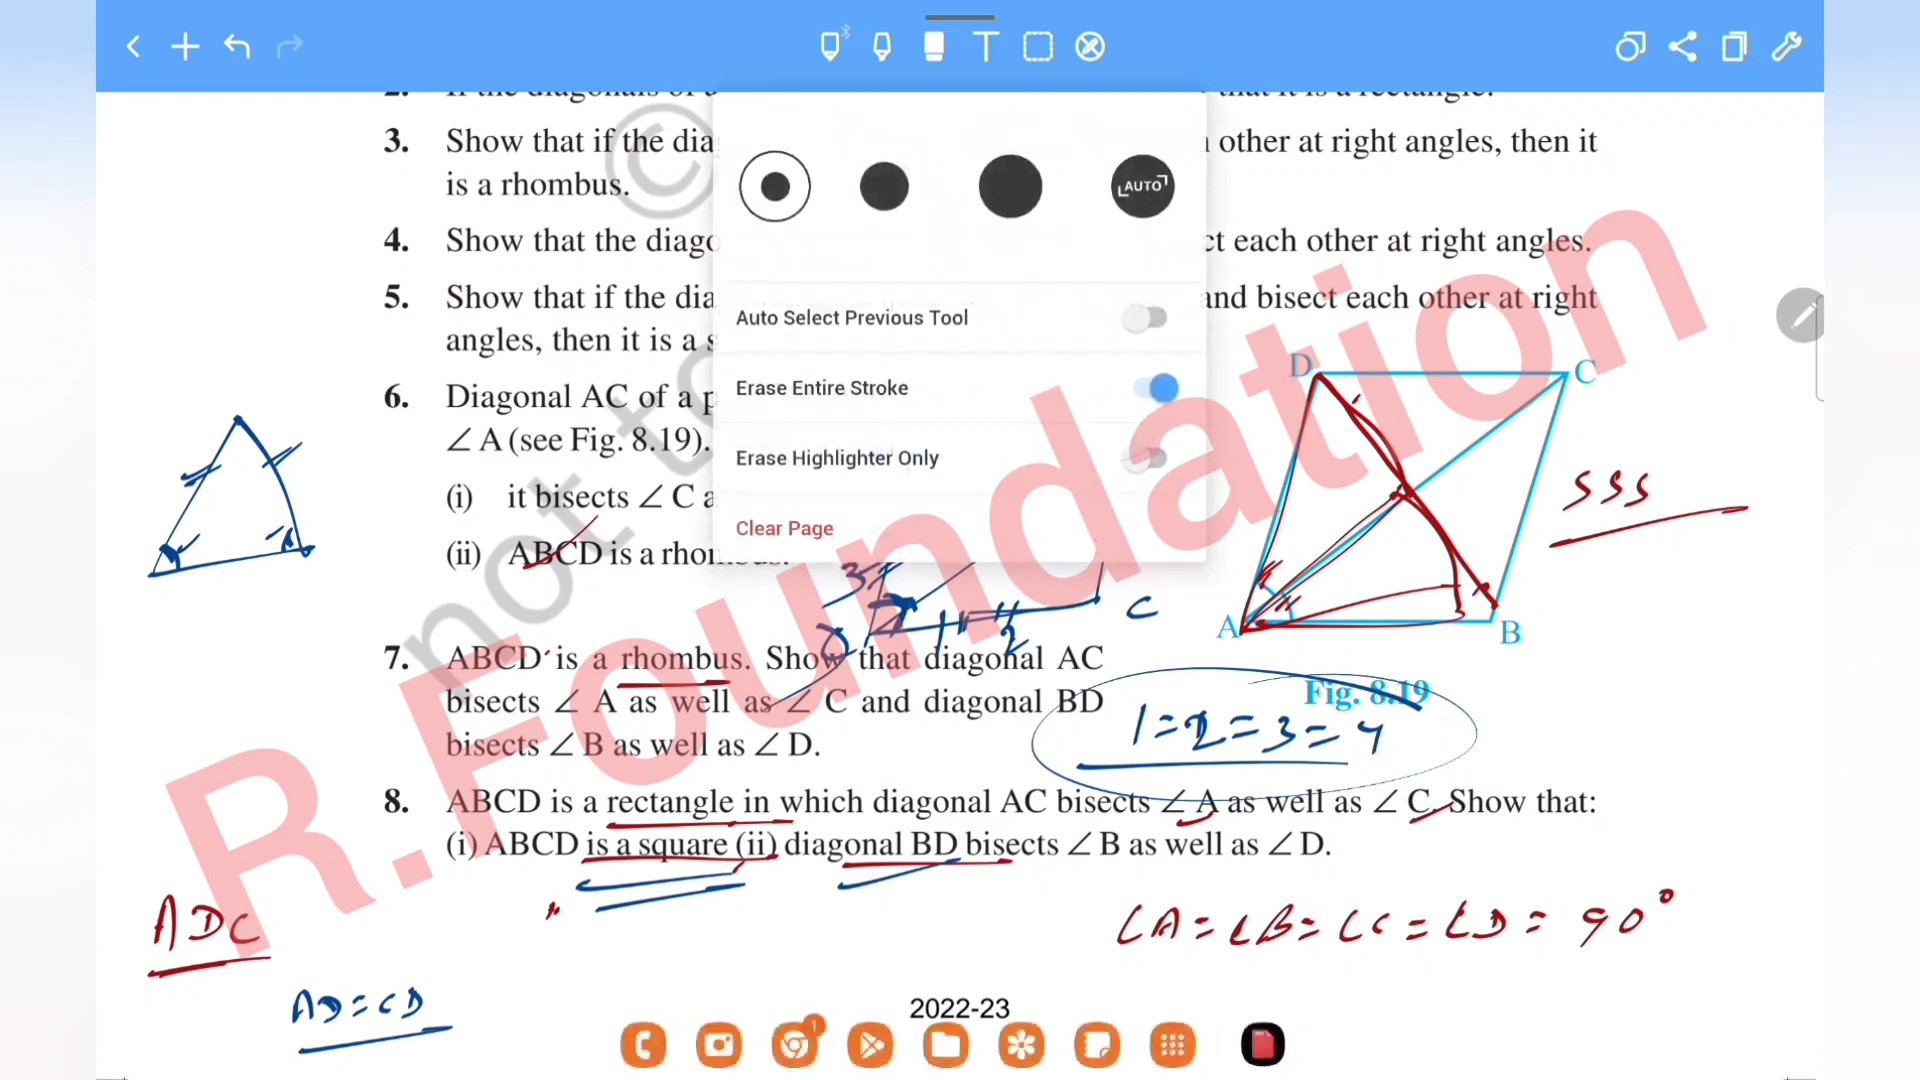 3. Show that if the dia other at right angles, then it
is a rhombus.
4. Show that the diago ct each other at right angles.
5. Show that if the dia and bisect each other at right
angles, then it is a s
6. Diagonal AC of a p
∠ A (see Fig. 8.19).
(i) it bisects ∠ C a
(ii) ABCD is a rhom
AUTO
Auto Select Previous Tool
Erase Entire Stroke
Erase Highlighter Only
Clear Page
D C
A B
SSS
Fig. 8.19
C
2
7. ABCD is a rhombus. Show that diagonal AC
bisects ∠ A as well as ∠ C and diagonal BD
bisects ∠ B as well as ∠ D.
1=2=3=4
8. ABCD is a rectangle in which diagonal AC bisects ∠ A as well as ∠ C. Show that:
(i) ABCD is a square (ii) diagonal BD bisects ∠ B as well as ∠ D.
ADC
∠A=∠B=∠C=∠D= 90°
AD=CD
2022-23
1
R.Foundation
© not to